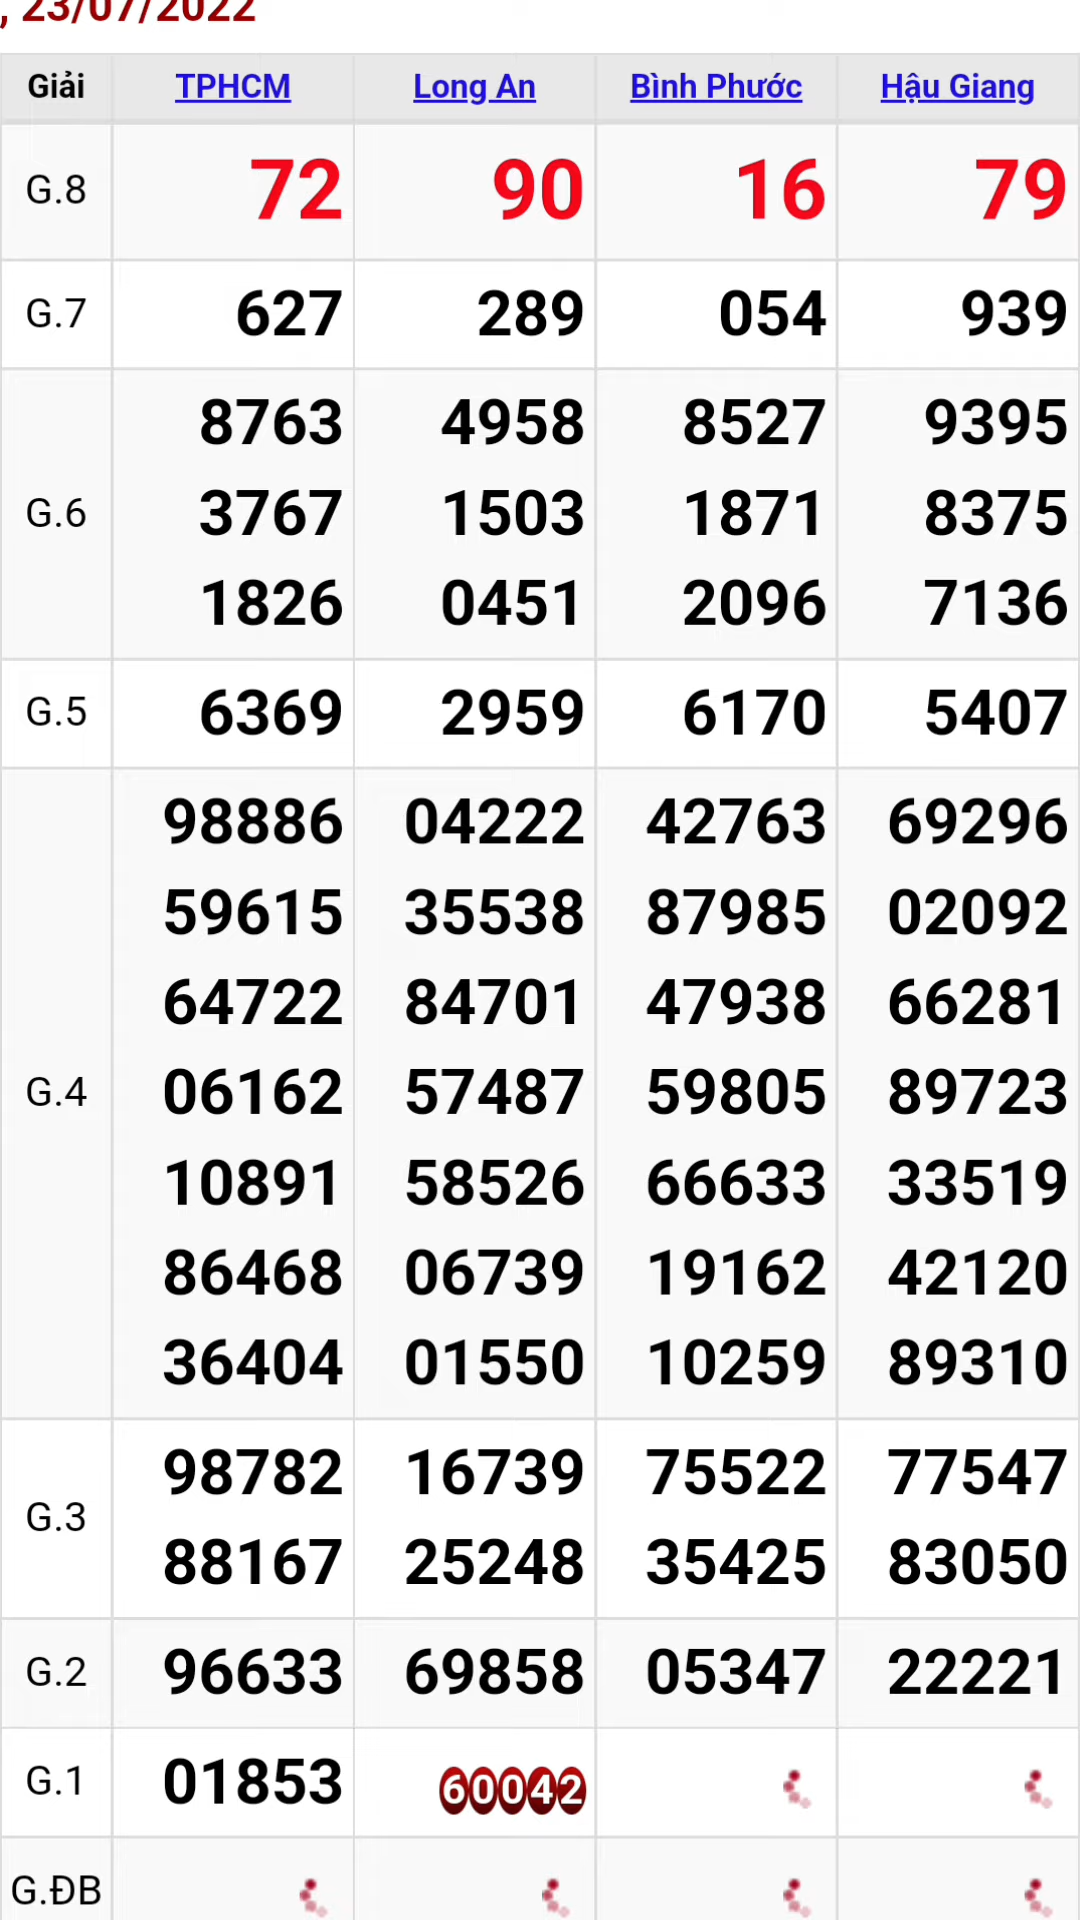 , 23/07/2022
Giải TPHCM Long An Bình Phước Hậu Giang
G.8 72 90 16 79
G.7 627 289 054 939
8763 4958 8527 9395
G.6 3767 1503 1871 8375
1826 0451 2096 7136
G.5 6369 2959 6170 5407
98886 04222 42763 69296
59615 35538 87985 02092
64722 84701 47938 66281
G.4 06162 57487 59805 89723
10891 58526 66633 33519
86468 06739 19162 42120
36404 01550 10259 89310
98782 16739 75522 77547
G.3
88167 25248 35425 83050
G.2 96633 69858 05347 22221
G.1 01853 60042
G.ĐB